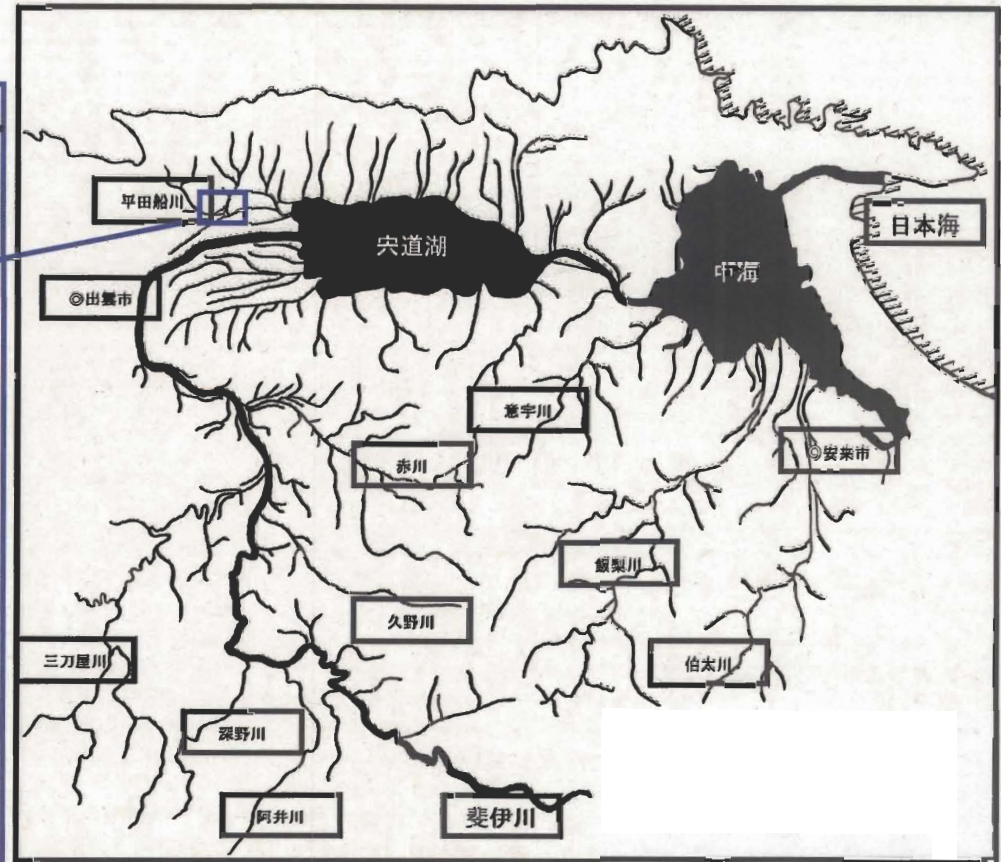 平田船川
宍道湖
中海
日本海
◎出雲市
意宇川
赤川
◎安来市
飯梨川
久野川
三刀屋川
伯太川
深野川
阿井川
斐伊川